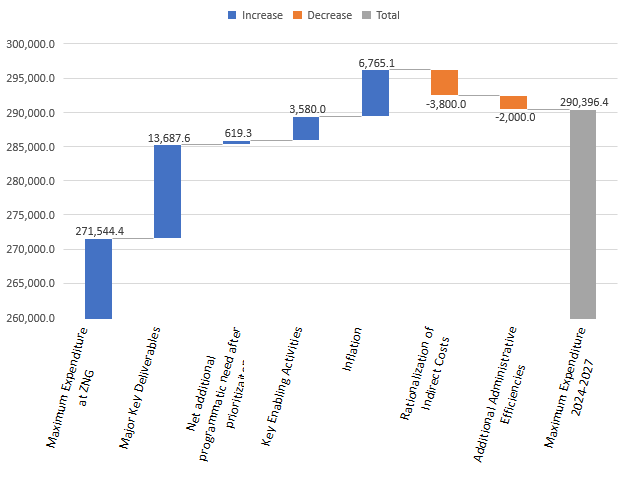 Increase Decrease Total
300,000.0
295,000.0
290,000.0
285,000.0
280,000.0
275,000.0
270,000.0
265,000.0
260,000.0
271,544.4
13,687.6
619.3
3,580.0
6,765.1
-3,800.0
-2,000.0
290,396.4
Maximum Expenditure
at ZNG
Major Key Deliverables
Net additional
programmatic need after
Key Enabling Activities
Inflation
Rationalization of
Indirect Costs
Additional Administrative
Efficiencies
Maximum Expenditure
2024-2027